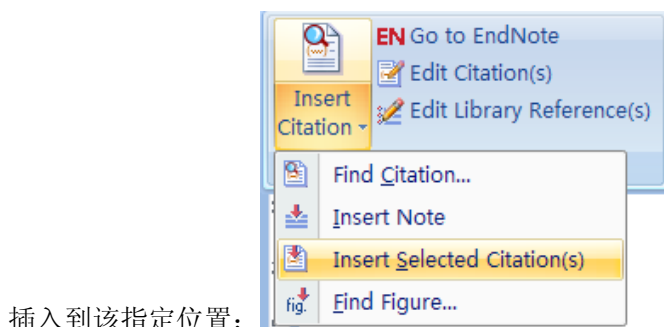 EN Go to EndNote
Edit Citation(s)
Insert
Citation
Edit Library Reference(s)
Find Citation...
Insert Note
Insert Selected Citation(s)
fig. Find Figure...
插入到该指定位置：